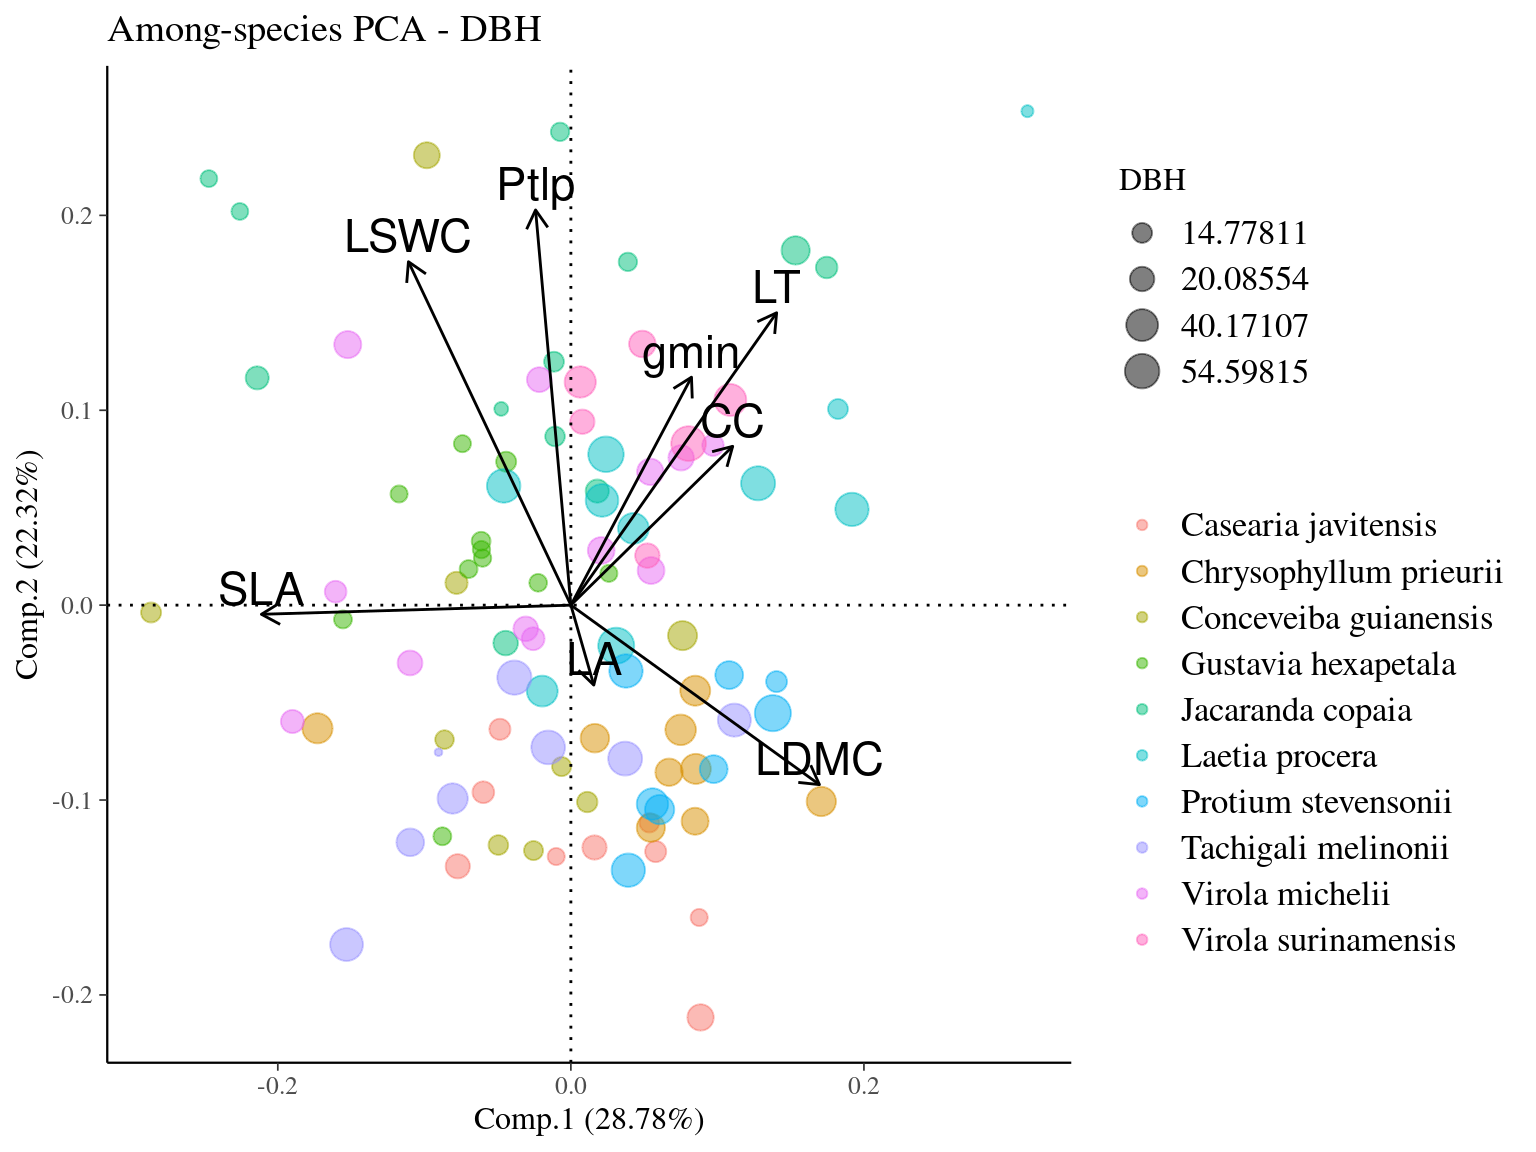 Among-species PCA - DBH
Comp.2 (22.32%)
0.2
0.1
0.0
-0.1
-0.2
Ptlp
LSWC
LT
gmin
CC
SLA
LA
LDMC
-0.2
0.0
0.2
Comp.1 (28.78%)
DBH
14.77811
20.08554
40.17107
54.59815
Casearia javitensis
Chrysophyllum prieurii
Conceveiba guianensis
Gustavia hexapetala
Jacaranda copaia
Laetia procera
Protium stevensonii
Tachigali melinonii
Virola michelii
Virola surinamensis